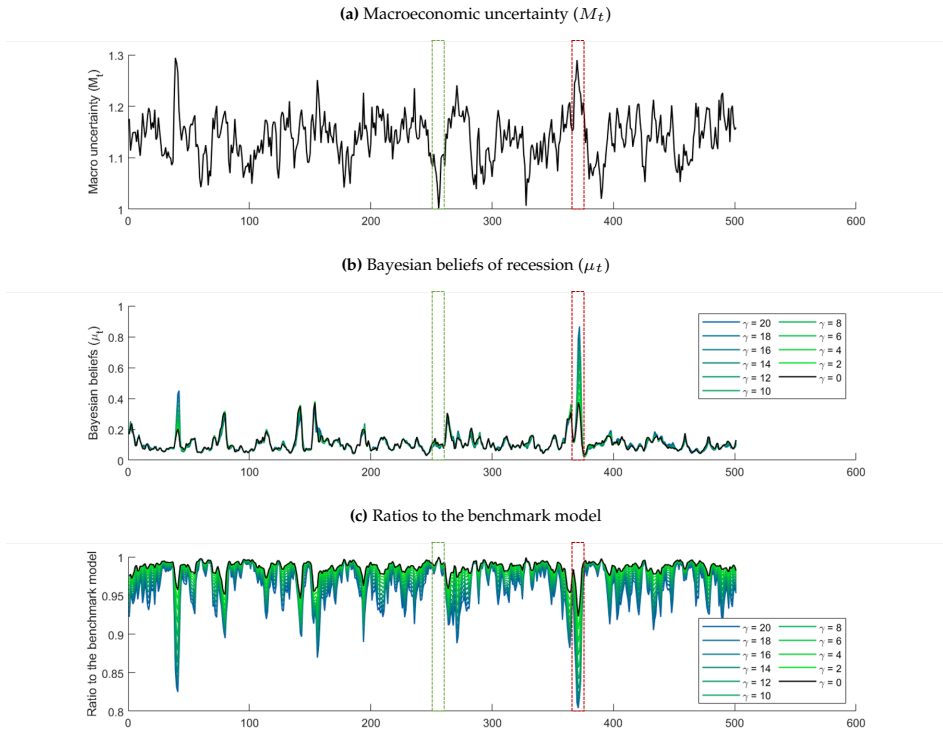 (a) Macroeconomic uncertainty (M_t)
Macro uncertainty (M_t)
1.3
1.2
1.1
1
0 100 200 300 400 500 600
(b) Bayesian beliefs of recession (μ_t)
Bayesian beliefs (μ_t)
1
0.8
0.6
0.4
0.2
0
γ = 20 γ = 8
γ = 18 γ = 6
γ = 16 γ = 4
γ = 14 γ = 2
γ = 12 γ = 0
γ = 10
0 100 200 300 400 500 600
(c) Ratios to the benchmark model
Ratio to the benchmark model
1
0.95
0.9
0.85
0.8
γ = 20 γ = 8
γ = 18 γ = 6
γ = 16 γ = 4
γ = 14 γ = 2
γ = 12 γ = 0
γ = 10
0 100 200 300 400 500 600